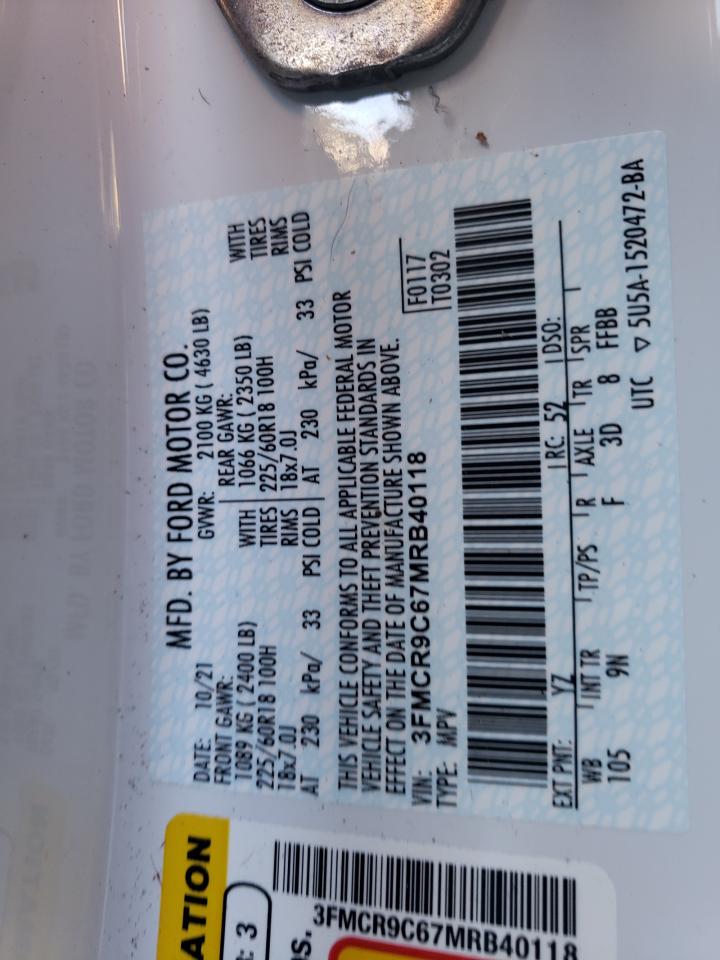 MFD. BY FORD MOTOR CO.
DATE: 10/21 GVWR: 2100 KG ( 4630 LB)
FRONT GAWR: REAR GAWR:
1089 KG ( 2400 LB) WITH 1066 KG ( 2350 LB) WITH
225/60R18 100H TIRES 225/60R18 100H TIRES
18x7.0J RIMS 18x7.0J RIMS
AT 230 kPa/ 33 PSI COLD AT 230 kPa/ 33 PSI COLD
THIS VEHICLE CONFORMS TO ALL APPLICABLE FEDERAL MOTOR
VEHICLE SAFETY AND THEFT PREVENTION STANDARDS IN
EFFECT ON THE DATE OF MANUFACTURE SHOWN ABOVE.
VIN: 3FMCR9C67MRB40118 F0117
TYPE: MPV T0302
EXT PNT: YZ RC: 52 DSO:
WB INT TR TP/PS R AXLE TR SPR
105 9N F 3D 8 FFBB
UTC ▽ 5U5A-1520472-BA
ATION
: 3
3FMCR9C67MRB40118